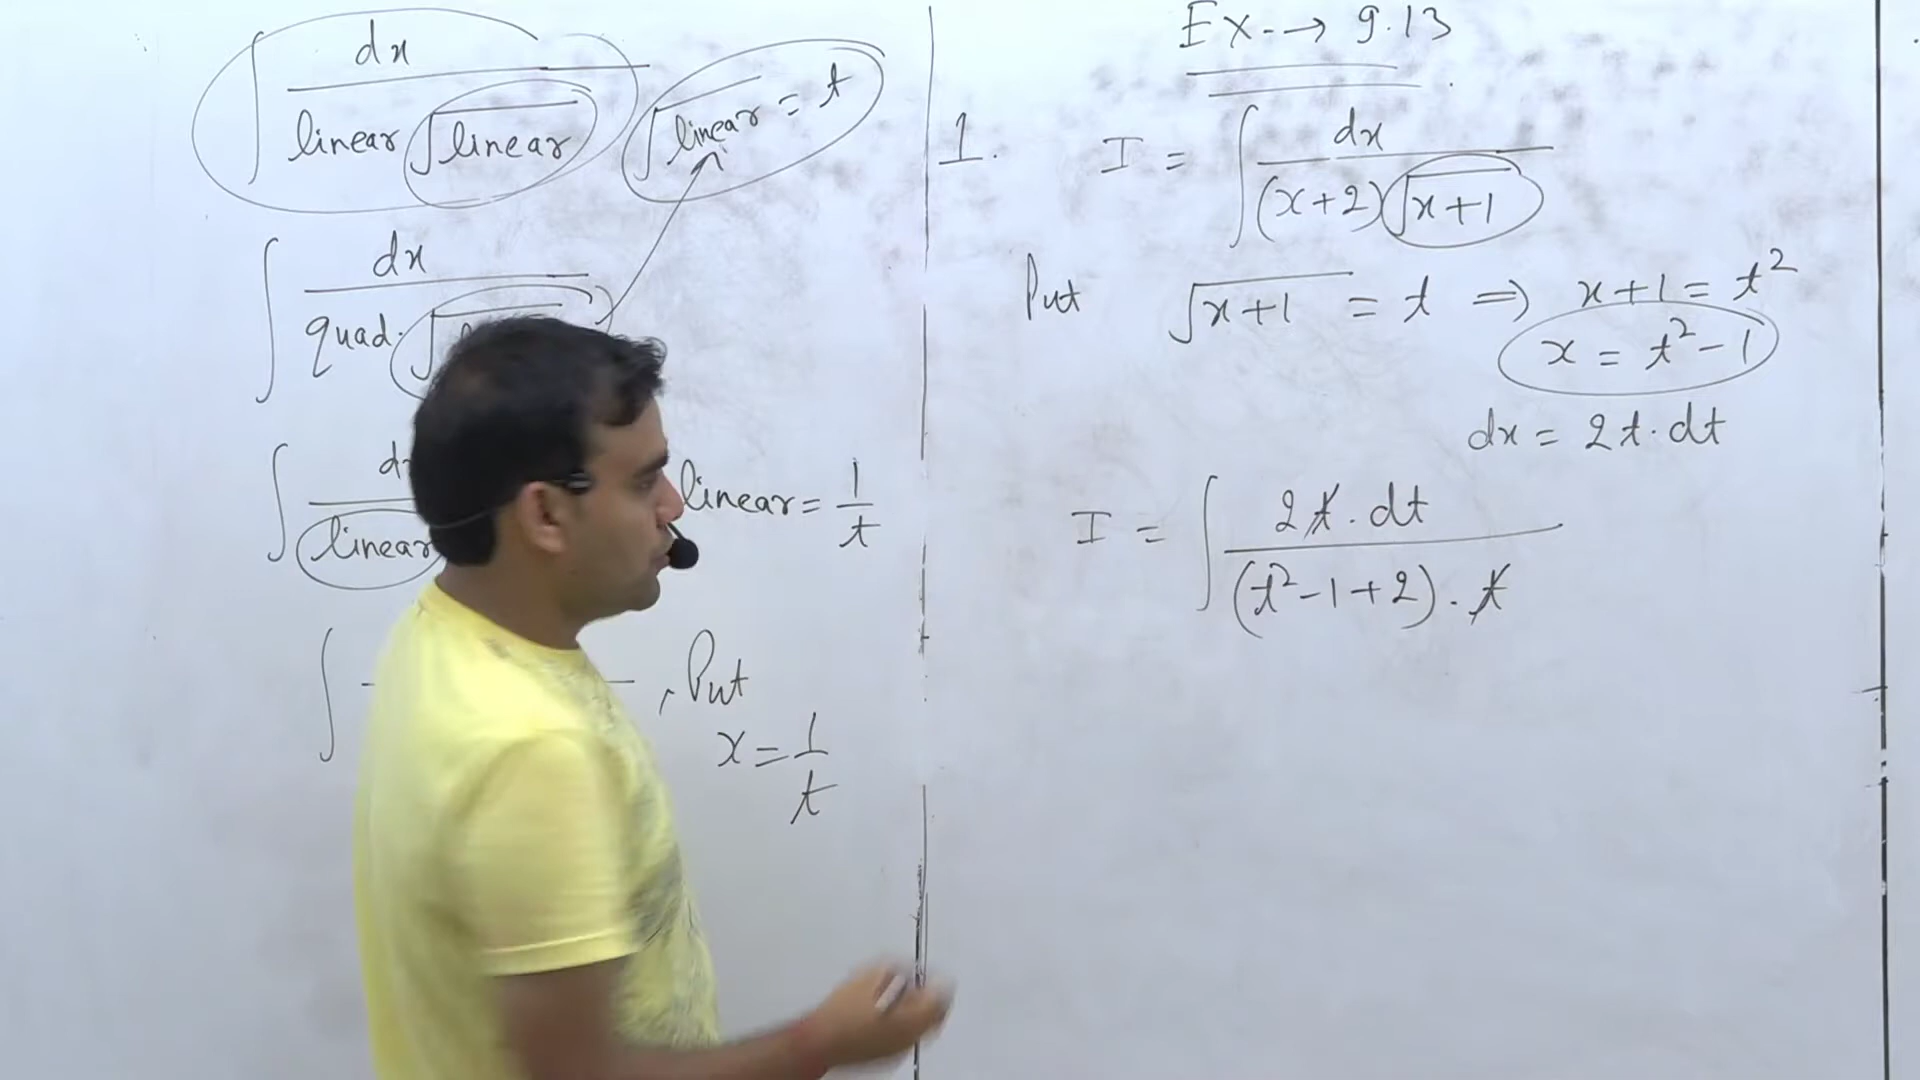 ∫ dx / linear √linear , √linear = t
∫ dx / quad. √
∫ d / linear linear = 1/t
∫ , Put
x = 1/t
Ex → 9.13
1. I = ∫ dx / (x+2)√x+1
Put √x+1 = t ⇒ x+1 = t²
x = t² - 1
dx = 2t. dt
I = ∫ 2t. dt / (t²-1+2). t